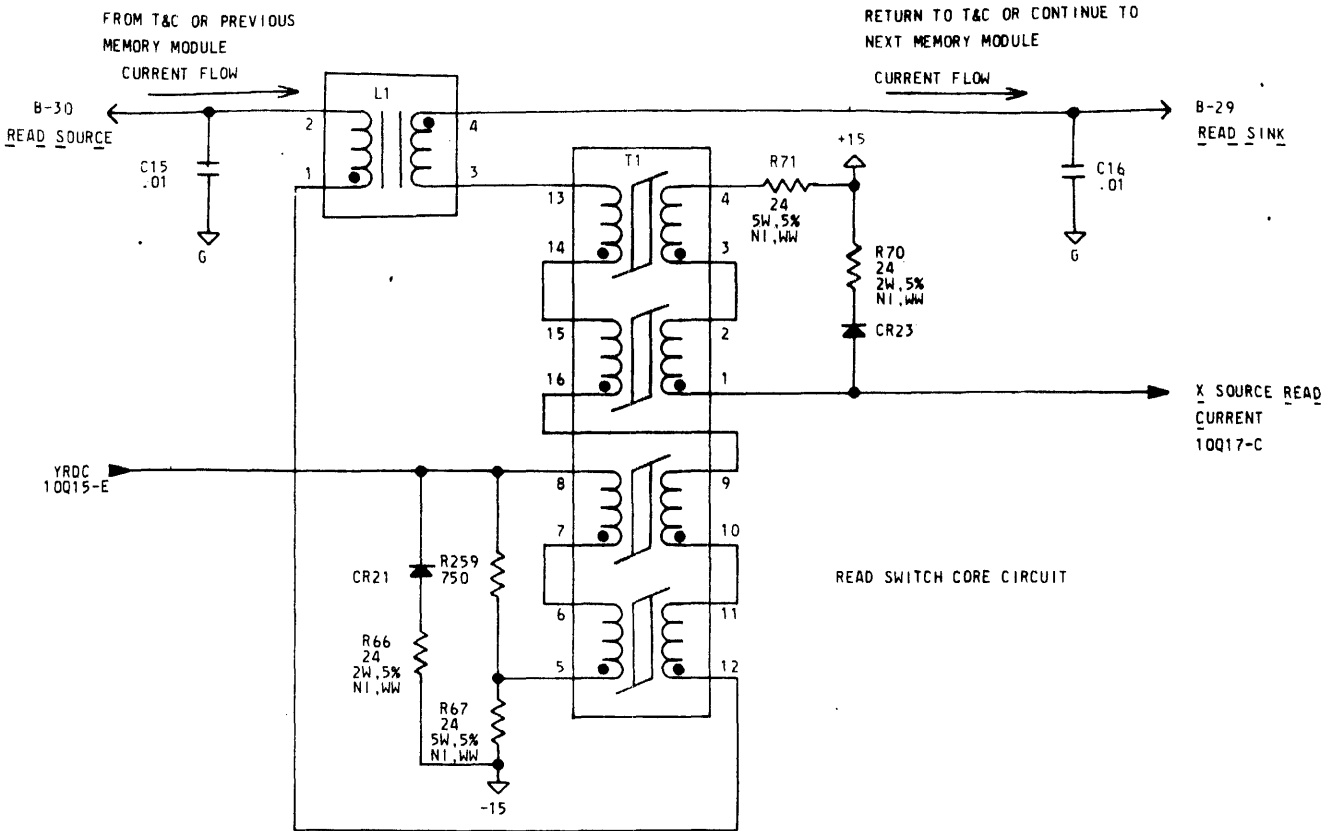 FROM T&C OR PREVIOUS
MEMORY MODULE
CURRENT FLOW
RETURN TO T&C OR CONTINUE TO
NEXT MEMORY MODULE
CURRENT FLOW
B-30
READ SOURCE
L1
2
4
1
3
C15
.01
G
B-29
READ SINK
+15
C16
.01
G
T1
R71
24
5W,5%
NI,WW
13
4
14
3
R70
24
2W,5%
NI,WW
CR23
15
2
16
1
X SOURCE READ
CURRENT
10Q17-C
YRDC
10Q15-E
8
9
7
10
CR21
R259
750
READ SWITCH CORE CIRCUIT
6
11
5
12
R66
24
2W,5%
NI,WW
R67
24
5W,5%
NI,WW
-15